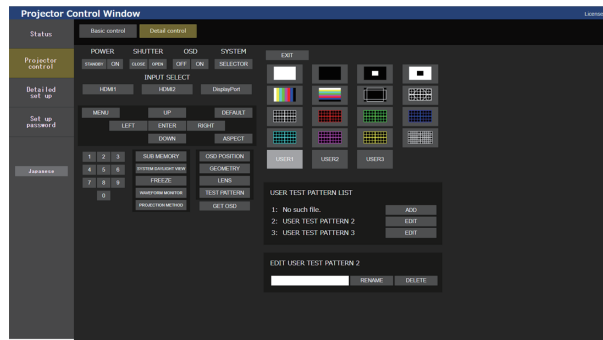 Projector Control Window
License
Status
Projector control
Detailed set up
Set up password
Japanese
Basic control
Detail control
POWER SHUTTER OSD SYSTEM
STANDBY ON CLOSE OPEN OFF ON SELECTOR
INPUT SELECT
HDMI1 HDMI2 DisplayPort
MENU UP DEFAULT
LEFT ENTER RIGHT
DOWN ASPECT
1 2 3 SUB MEMORY OSD POSITION
4 5 6 SYSTEM DAYLIGHT VIEW GEOMETRY
7 8 9 FREEZE LENS
0 WAVEFORM MONITOR TEST PATTERN
PROJECTION METHOD GET OSD
EXIT
USER1 USER2 USER3
USER TEST PATTERN LIST
1: No such file. ADD
2: USER TEST PATTERN 2 EDIT
3: USER TEST PATTERN 3 EDIT
EDIT USER TEST PATTERN 2
RENAME DELETE